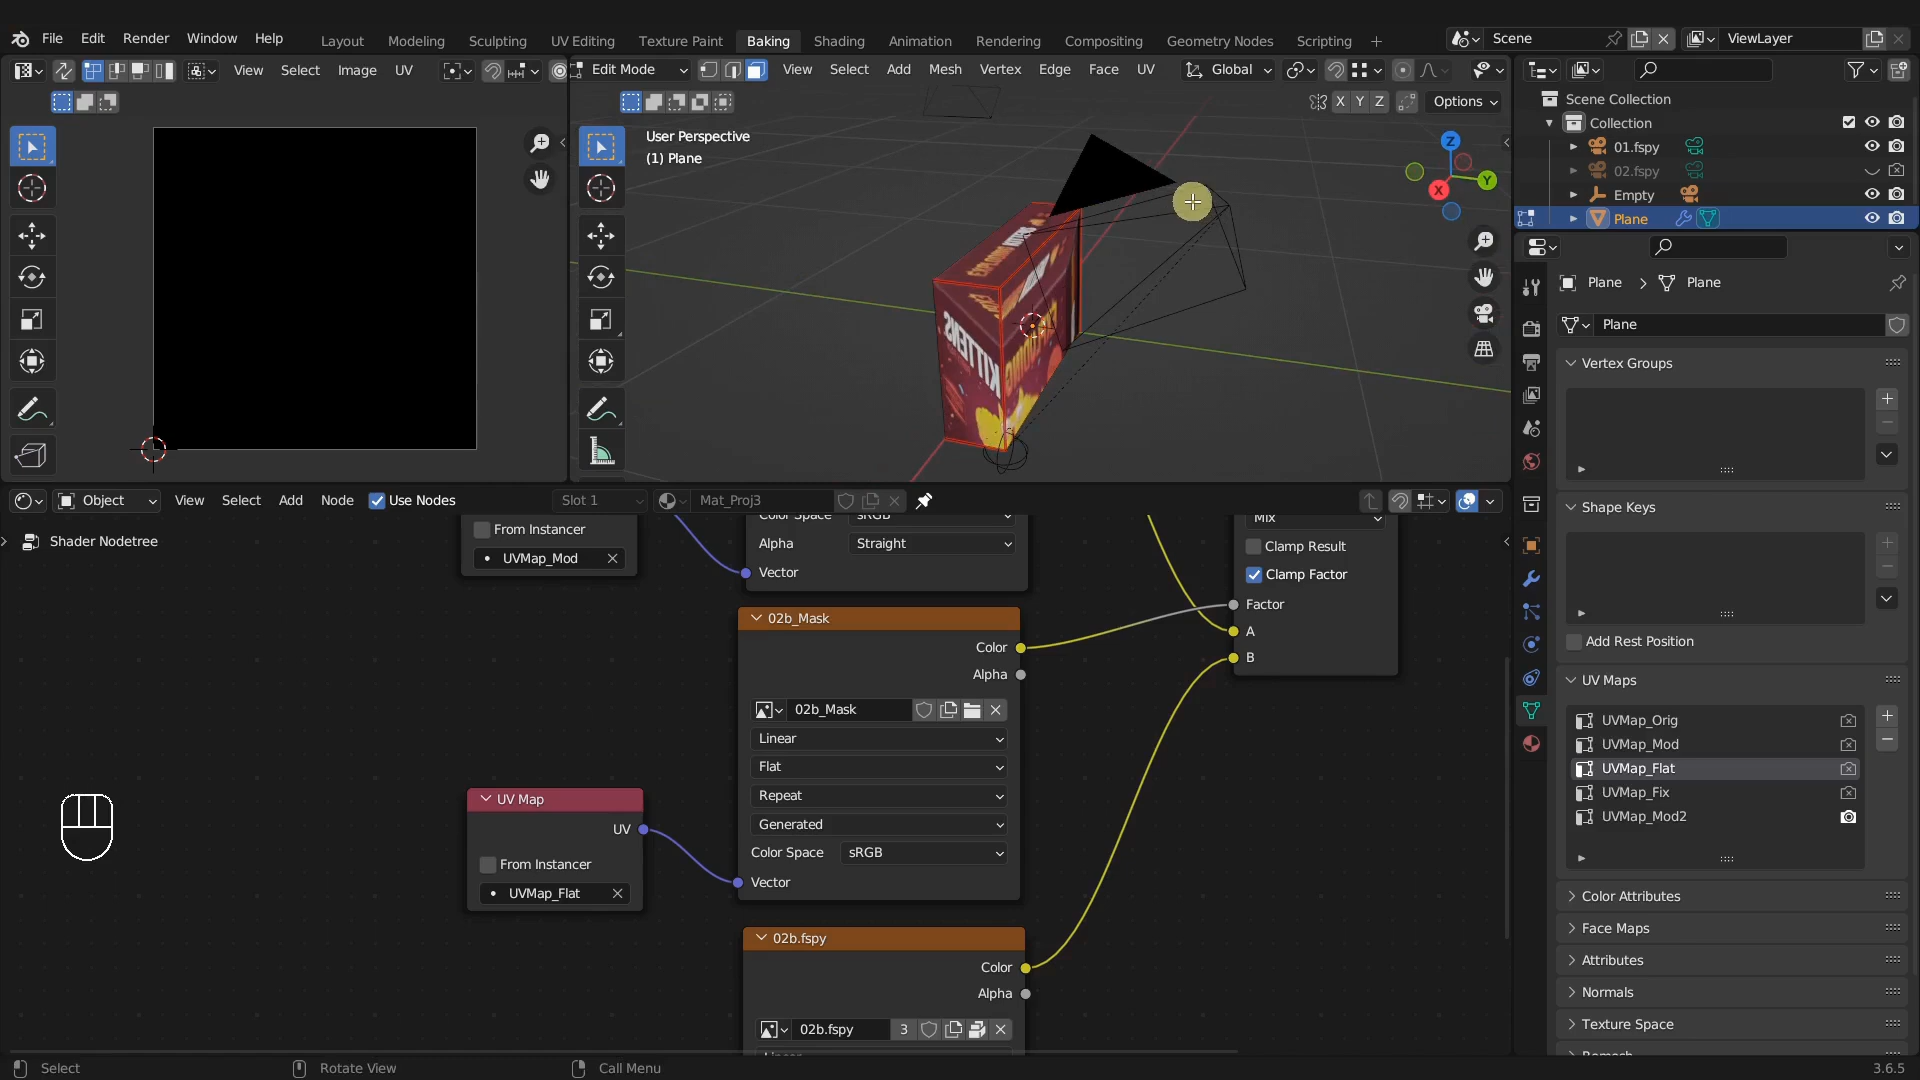 File Edit Render Window Help Layout Modeling Sculpting UV Editing Texture Paint Baking Shading Animation Rendering Compositing Geometry Nodes Scripting + Scene ViewLayer
View Select Image UV
Edit Mode View Select Add Mesh Vertex Edge Face UV Global
X Y Z Options
User Perspective
(1) Plane
Z
Y
X
KITTENS
Scene Collection
Collection
01.fspy
02.fspy
Empty
Plane
Plane > Plane
Plane
Vertex Groups
Shape Keys
Add Rest Position
UV Maps
UVMap_Orig
UVMap_Mod
UVMap_Flat
UVMap_Fix
UVMap_Mod2
Color Attributes
Face Maps
Attributes
Normals
Texture Space
Remesh
Object View Select Add Node Use Nodes Slot 1 Mat_Proj3
Shader Nodetree
From Instancer
UVMap_Mod
Color Space sRGB
Alpha Straight
Vector
Mix
Clamp Result
Clamp Factor
Factor
A
B
02b_Mask
Color
Alpha
02b_Mask
Linear
Flat
Repeat
Generated
Color Space sRGB
Vector
UV Map
UV
From Instancer
UVMap_Flat
02b.fspy
Color
Alpha
02b.fspy 3
Linear
Select Rotate View Call Menu 3.6.5